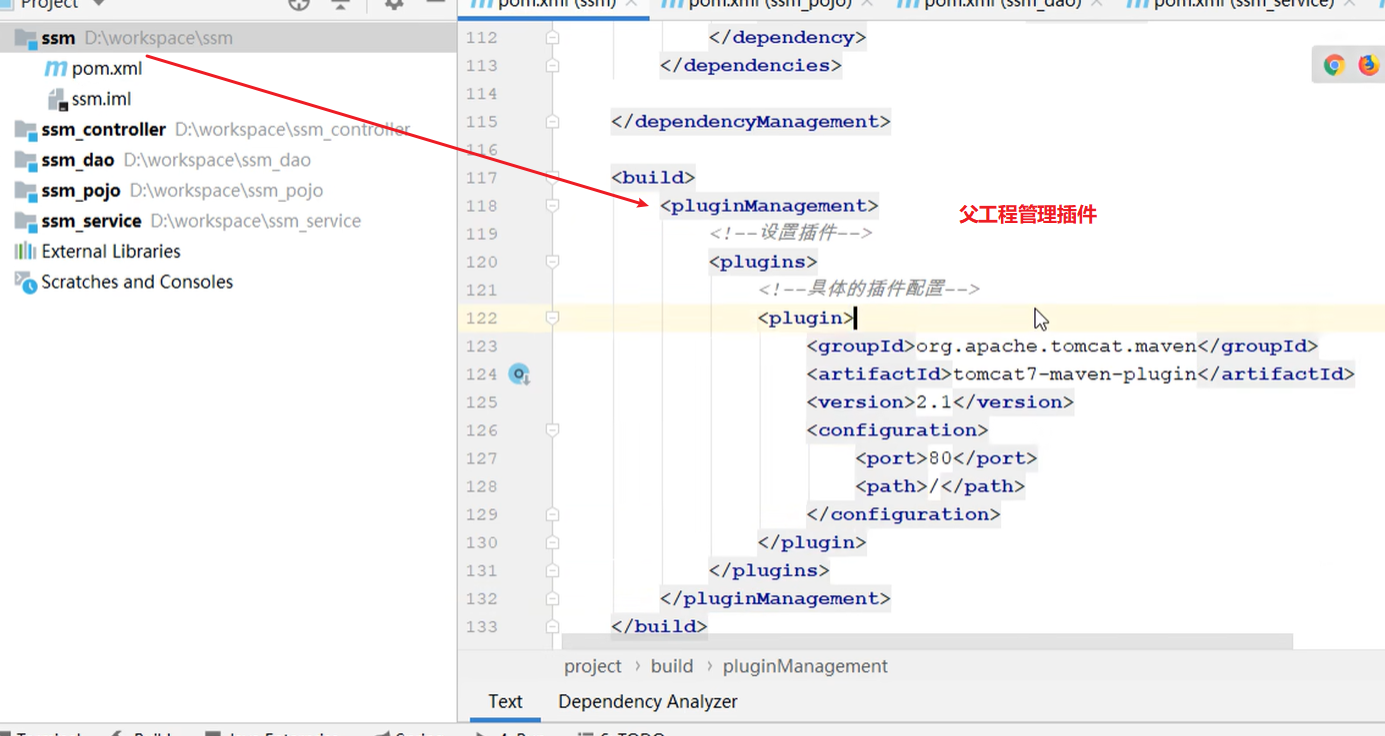 Project
ssm D:\workspace\ssm
pom.xml
ssm.iml
ssm_controller D:\workspace\ssm_controller
ssm_dao D:\workspace\ssm_dao
ssm_pojo D:\workspace\ssm_pojo
ssm_service D:\workspace\ssm_service
External Libraries
Scratches and Consoles
pom.xml (ssm) pom.xml (ssm_pojo) pom.xml (ssm_dao) pom.xml (ssm_service)
112 </dependency>
113 </dependencies>
114
115 </dependencyManagement>
116
117 <build>
118 <pluginManagement>
父工程管理插件
119 <!--设置插件-->
120 <plugins>
121 <!--具体的插件配置-->
122 <plugin>
123 <groupId>org.apache.tomcat.maven</groupId>
124 <artifactId>tomcat7-maven-plugin</artifactId>
125 <version>2.1</version>
126 <configuration>
127 <port>80</port>
128 <path>/</path>
129 </configuration>
130 </plugin>
131 </plugins>
132 </pluginManagement>
133 </build>
project › build › pluginManagement
Text Dependency Analyzer